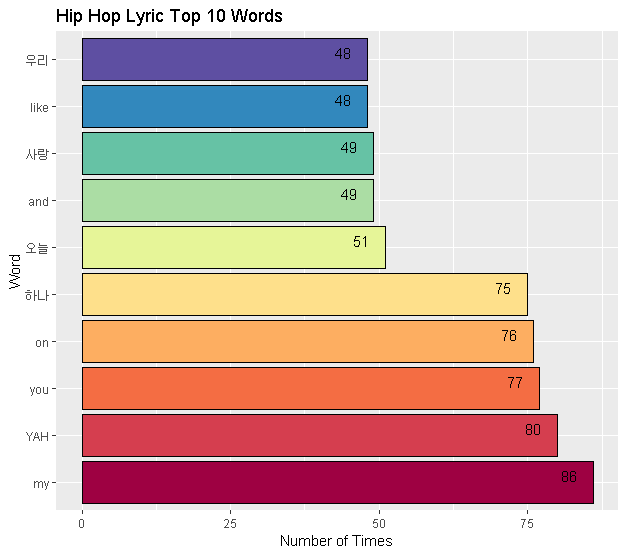 Hip Hop Lyric Top 10 Words
Word
우리 48
like 48
사랑 49
and 49
오늘 51
하나 75
on 76
you 77
YAH 80
my 86
0 25 50 75
Number of Times